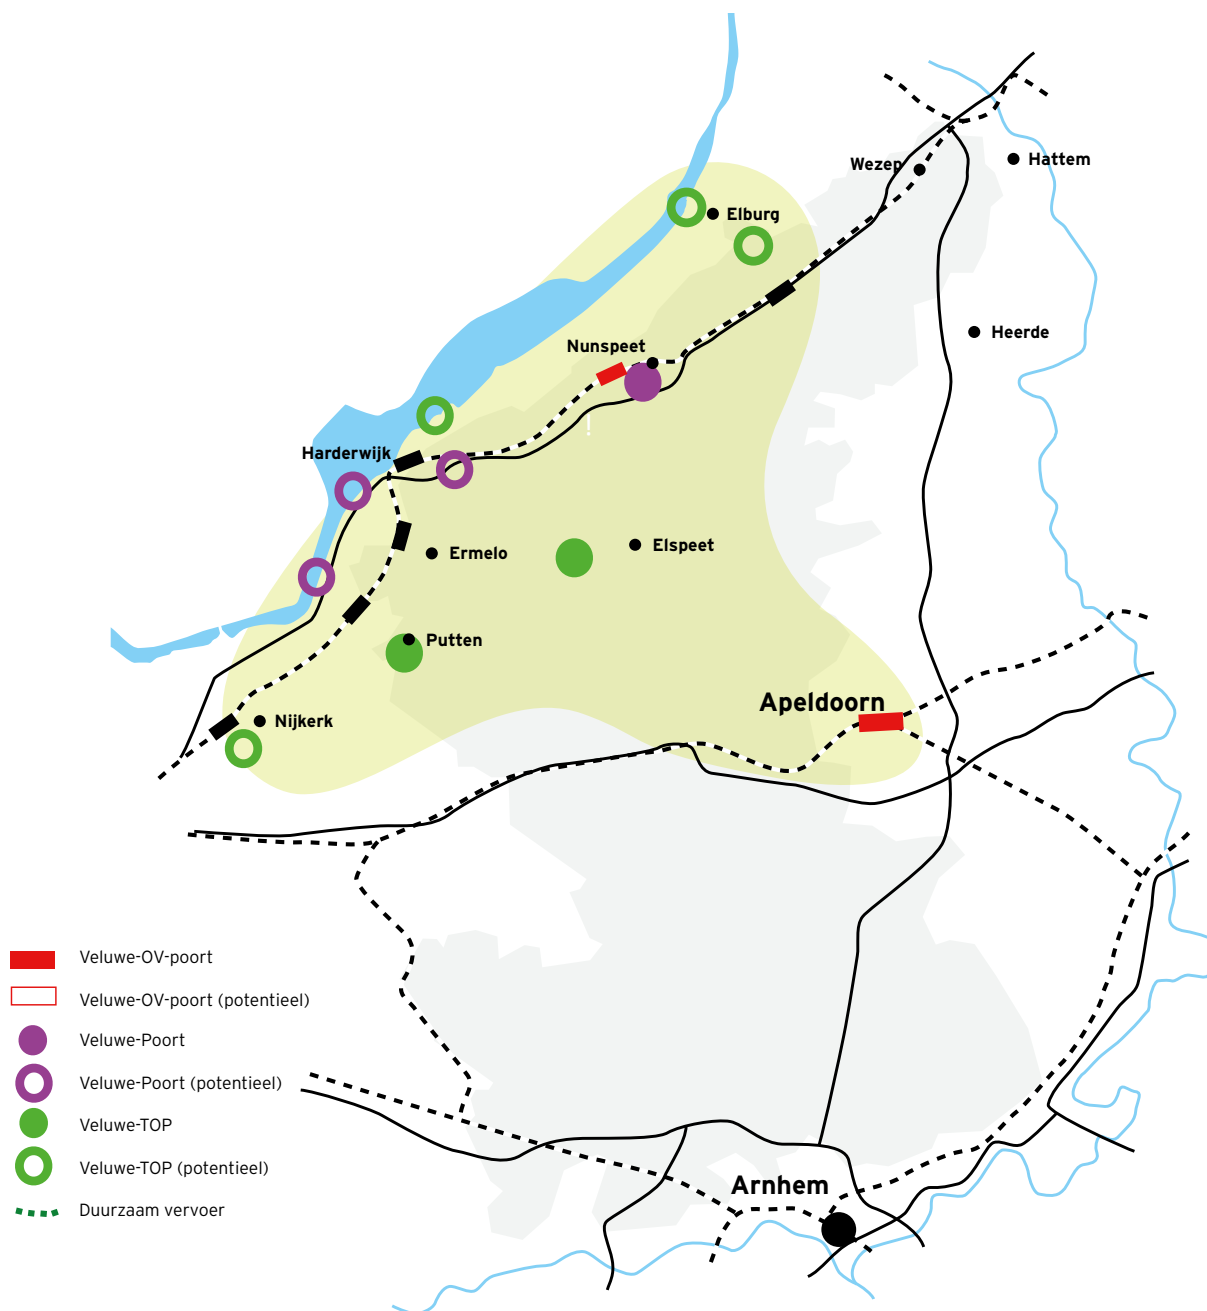 Wezep
Hattem
Elburg
Heerde
Nunspeet
Harderwijk
Elspeet
Ermelo
Putten
Apeldoorn
Nijkerk
Veluwe-OV-poort
Veluwe-OV-poort (potentieel)
Veluwe-Poort
Veluwe-Poort (potentieel)
Veluwe-TOP
Veluwe-TOP (potentieel)
Duurzaam vervoer
Arnhem